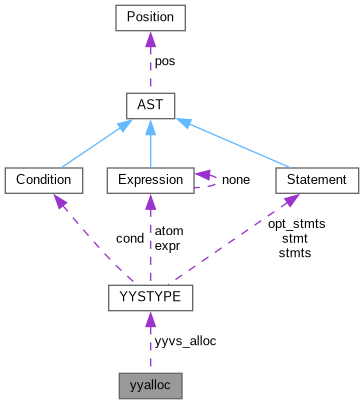 Position
pos
AST
Condition
Expression
none
Statement
cond
atom
expr
opt_stmts
stmt
stmts
YYSTYPE
yyvs_alloc
yyalloc